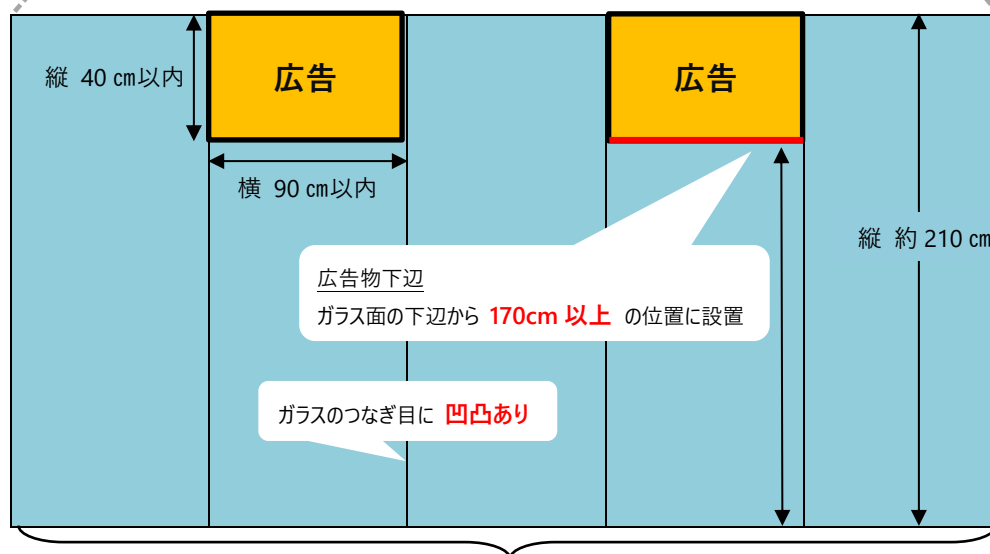 広告
広告
縦 40 ㎝以内
横 90 ㎝以内
縦 約 210 ㎝
広告物下辺
ガラス面の下辺から 170cm 以上 の位置に設置
ガラスのつなぎ目に 凹凸あり